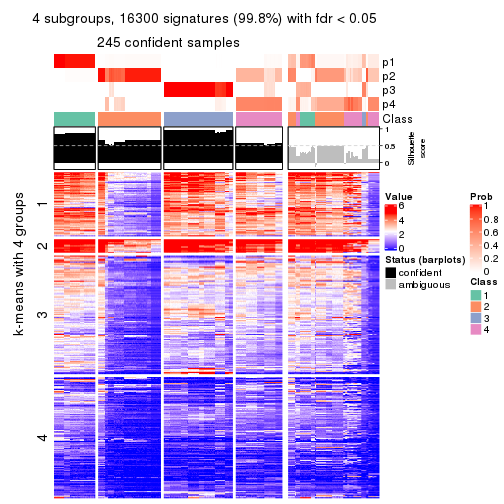 4 subgroups, 16300 signatures (99.8%) with fdr < 0.05
245 confident samples
p1
p2
p3
p4
Class
1
0.5
0
Silhouette
score
k-means with 4 groups
1
2
3
4
Value
6
4
2
0
Status (barplots)
confident
ambiguous
Prob
1
0.8
0.6
0.4
0.2
0
Class
1
2
3
4